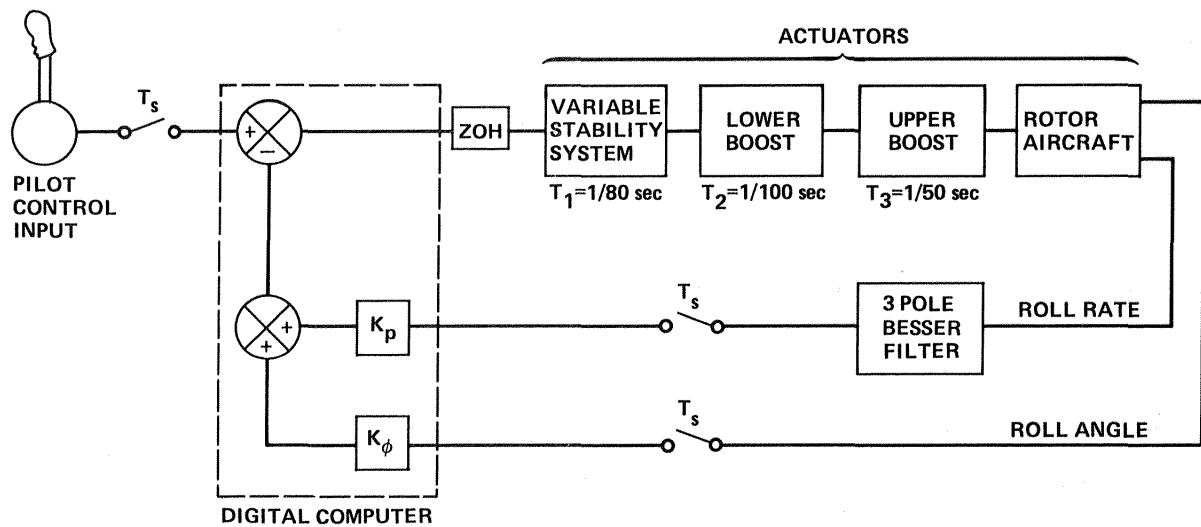 ACTUATORS
T_s
PILOT
CONTROL
INPUT
+
−
ZOH
VARIABLE
STABILITY
SYSTEM
T_1=1/80 sec
LOWER
BOOST
T_2=1/100 sec
UPPER
BOOST
T_3=1/50 sec
ROTOR
AIRCRAFT
+
+
K_p
T_s
3 POLE
BESSER
FILTER
ROLL RATE
K_ϕ
T_s
ROLL ANGLE
DIGITAL COMPUTER